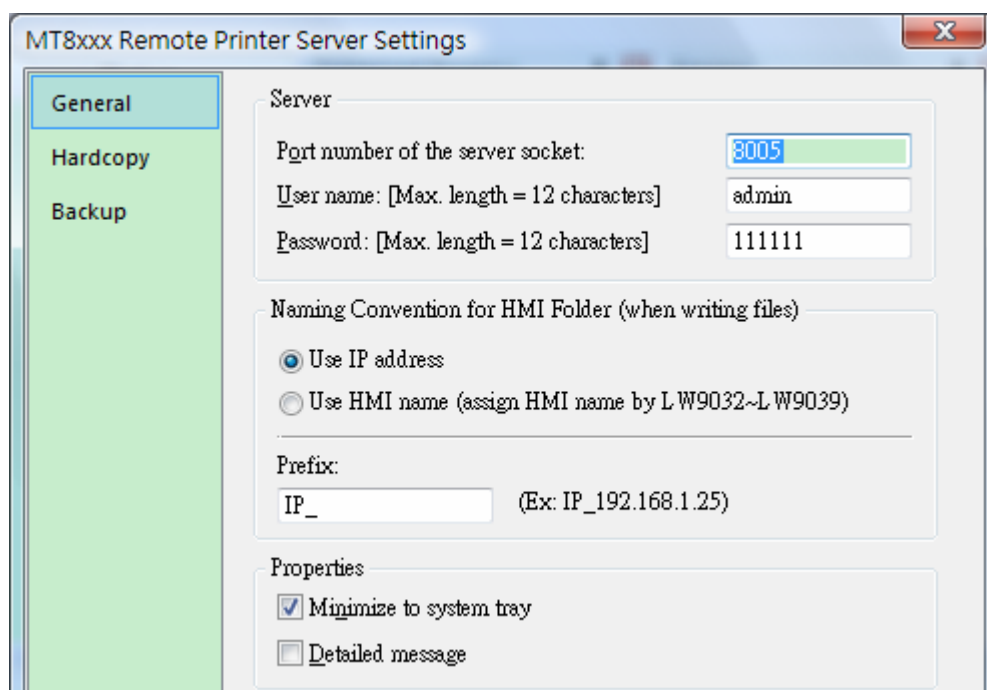 MT8xxx Remote Printer Server Settings
General
Hardcopy
Backup
Server
Port number of the server socket:
8005
User name: [Max. length = 12 characters]
admin
Password: [Max. length = 12 characters]
111111
Naming Convention for HMI Folder (when writing files)
Use IP address
Use HMI name (assign HMI name by LW9032~LW9039)
Prefix:
IP_
(Ex: IP_192.168.1.25)
Properties
Minimize to system tray
Detailed message